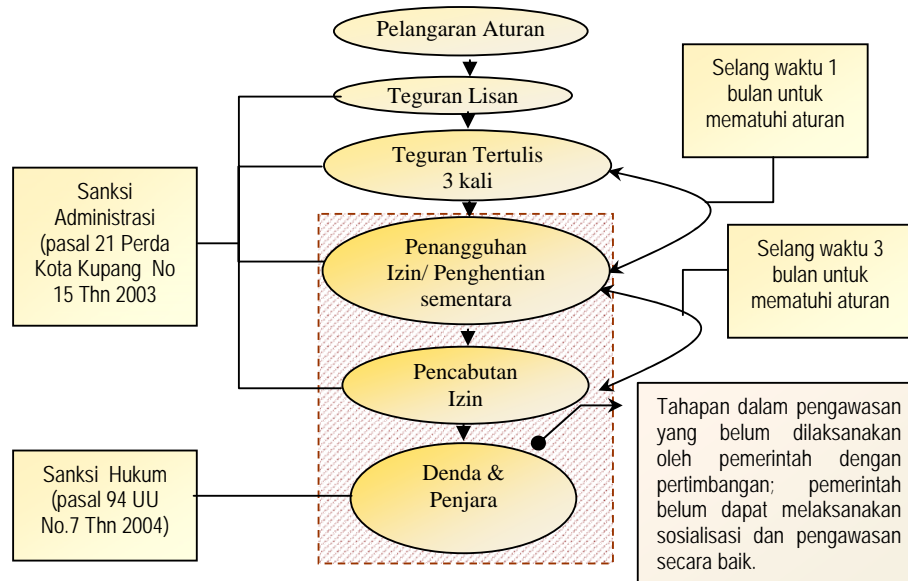 Pelangaran Aturan
Teguran Lisan
Teguran Tertulis
3 kali
Penangguhan
Izin/ Penghentian
sementara
Pencabutan
Izin
Denda &
Penjara
Sanksi
Administrasi
(pasal 21 Perda
Kota Kupang No
15 Thn 2003
Sanksi Hukum
(pasal 94 UU
No.7 Thn 2004)
Selang waktu 1
bulan untuk
mematuhi aturan
Selang waktu 3
bulan untuk
mematuhi aturan
Tahapan dalam pengawasan
yang belum dilaksanakan
oleh pemerintah dengan
pertimbangan; pemerintah
belum dapat melaksanakan
sosialisasi dan pengawasan
secara baik.